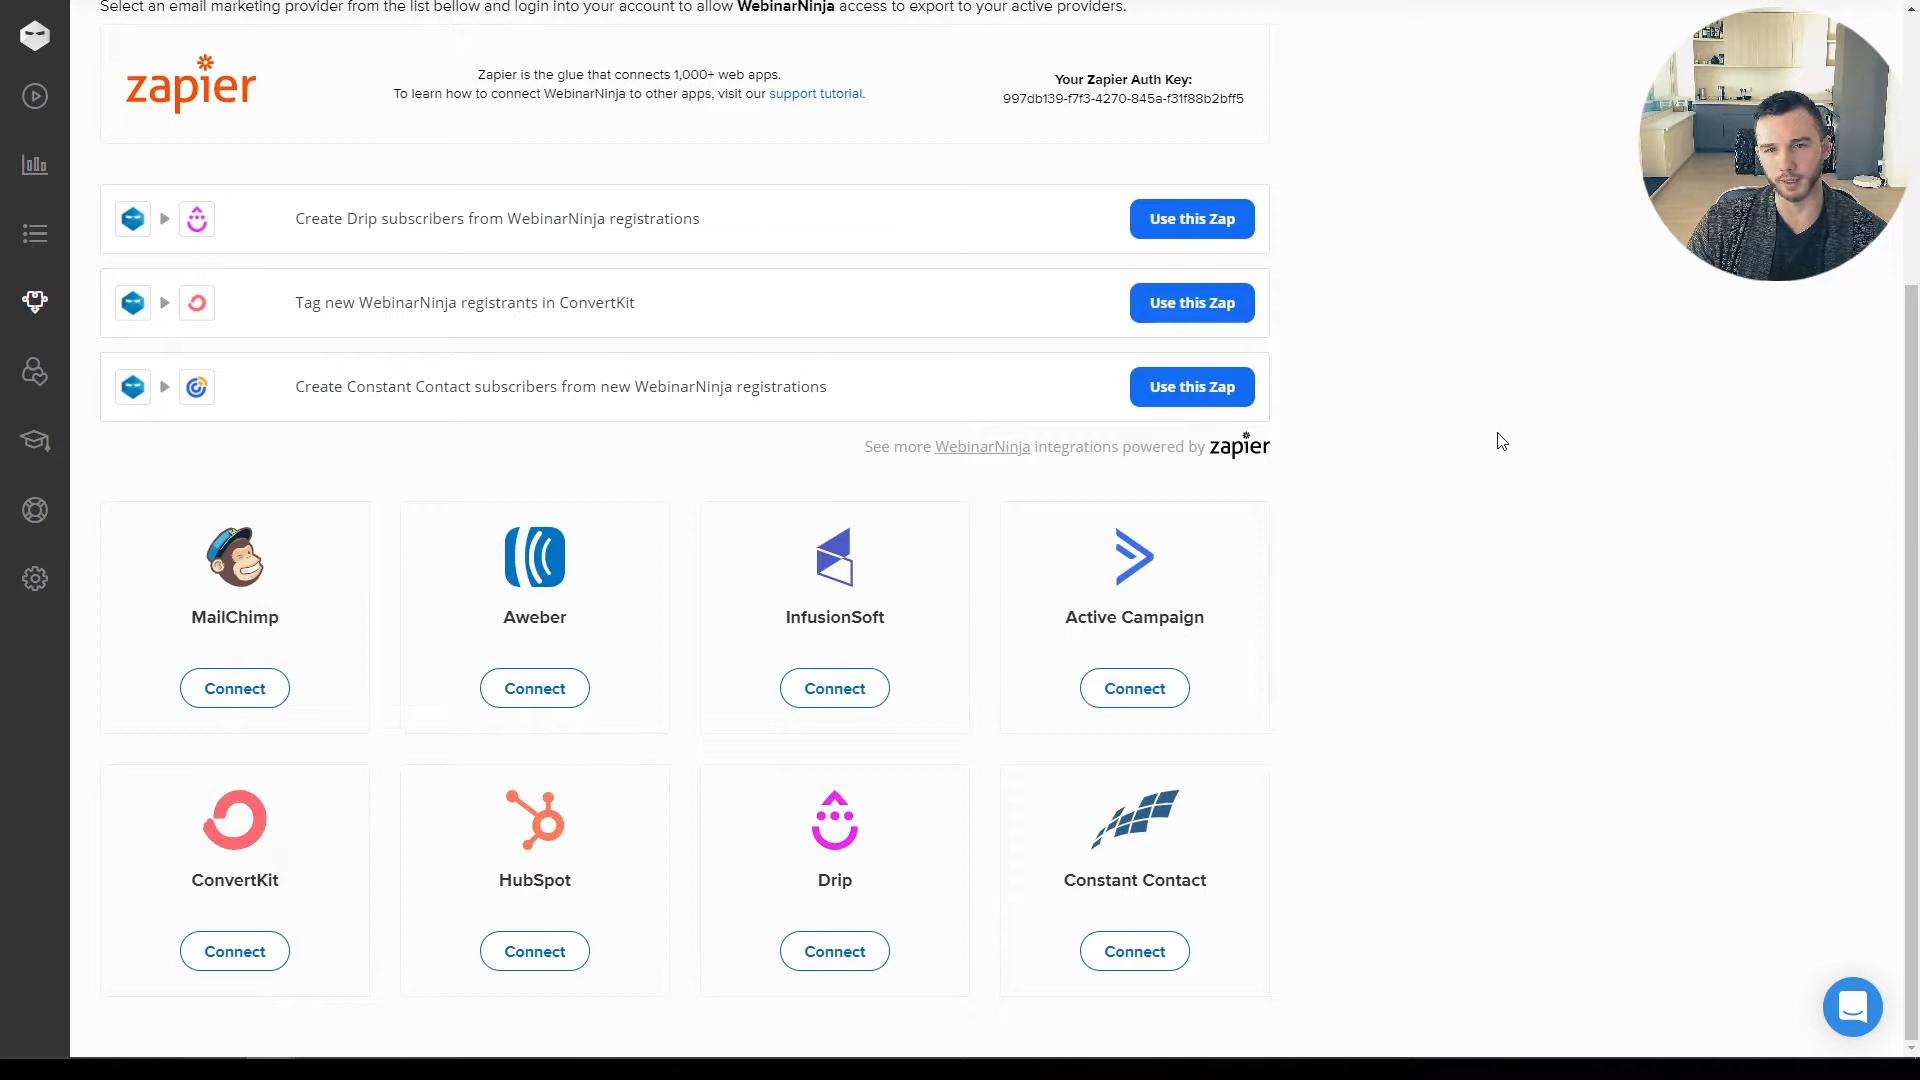 Select an email marketing provider from the list bellow and login into your account to allow WebinarNinja access to export to your active providers.
zapier
Zapier is the glue that connects 1,000+ web apps.
To learn how to connect WebinarNinja to other apps, visit our support tutorial.
Your Zapier Auth Key:
997db139-f7f3-4270-845a-f31f88b2bff5
Create Drip subscribers from WebinarNinja registrations
Use this Zap
Tag new WebinarNinja registrants in ConvertKit
Use this Zap
Create Constant Contact subscribers from new WebinarNinja registrations
Use this Zap
See more WebinarNinja integrations powered by zapier
MailChimp
Aweber
InfusionSoft
Active Campaign
Connect
Connect
Connect
Connect
ConvertKit
HubSpot
Drip
Constant Contact
Connect
Connect
Connect
Connect